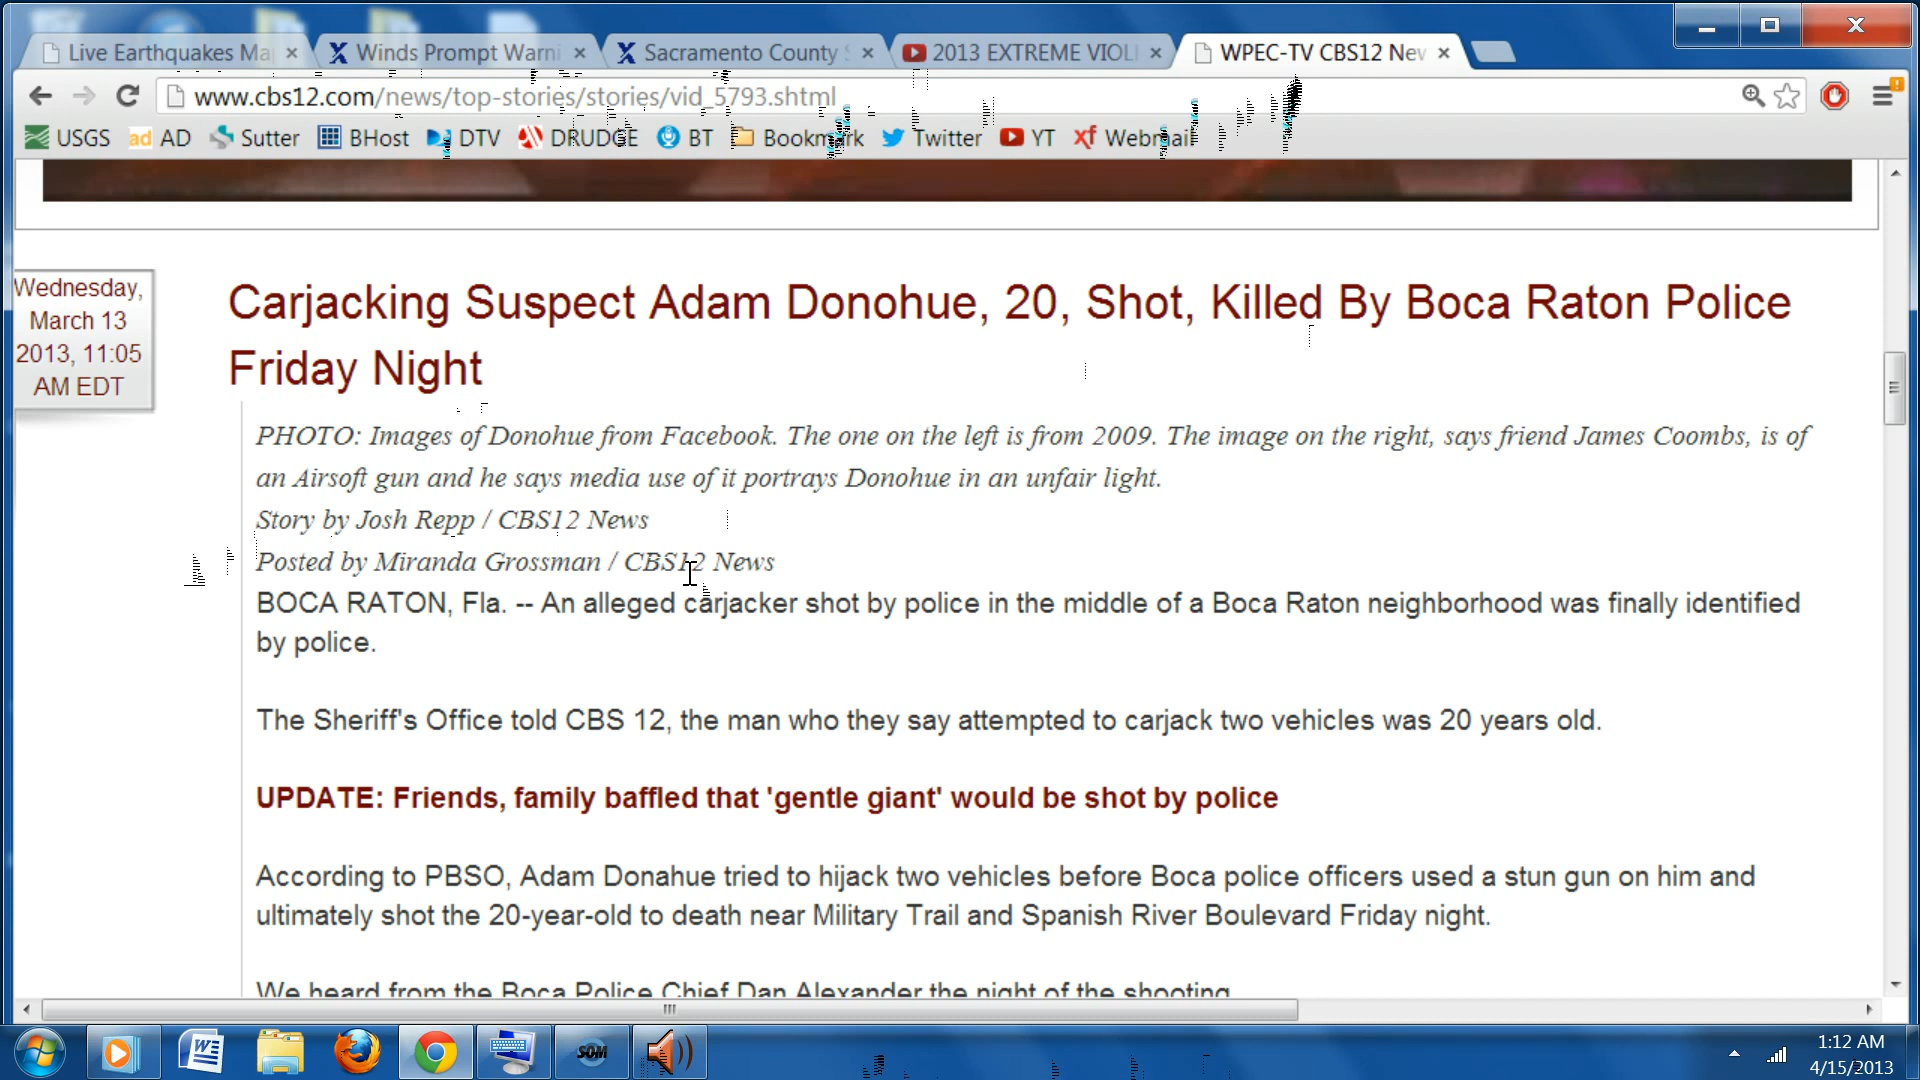 Live Earthquakes Ma
Winds Prompt Warni
Sacramento County S
2013 EXTREME VIOL
WPEC-TV CBS12 Nev
www.cbs12.com/news/top-stories/stories/vid_5793.shtml
USGS
ad AD
Sutter
BHost
DTV
DRUDGE
BT
Bookmark
Twitter
YT
xf Webmail
Wednesday,
March 13
2013, 11:05
AM EDT
Carjacking Suspect Adam Donohue, 20, Shot, Killed By Boca Raton Police
Friday Night
PHOTO: Images of Donohue from Facebook. The one on the left is from 2009. The image on the right, says friend James Coombs, is of
an Airsoft gun and he says media use of it portrays Donohue in an unfair light.
Story by Josh Repp / CBS12 News
Posted by Miranda Grossman / CBS12 News
BOCA RATON, Fla. -- An alleged carjacker shot by police in the middle of a Boca Raton neighborhood was finally identified
by police.
The Sheriff's Office told CBS 12, the man who they say attempted to carjack two vehicles was 20 years old.
UPDATE: Friends, family baffled that 'gentle giant' would be shot by police
According to PBSO, Adam Donahue tried to hijack two vehicles before Boca police officers used a stun gun on him and
ultimately shot the 20-year-old to death near Military Trail and Spanish River Boulevard Friday night.
We heard from the Boca Police Chief Dan Alexander the night of the shooting
SOM
1:12 AM
4/15/2013